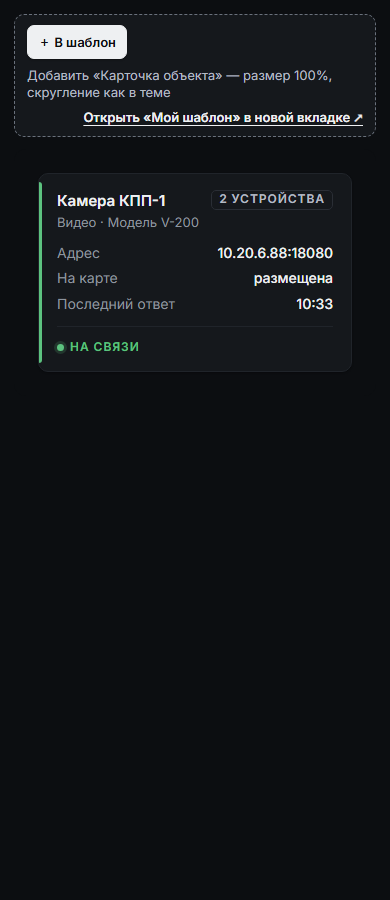 + В шаблон
Добавить «Карточка объекта» — размер 100%,
скругление как в теме
Открыть «Мой шаблон» в новой вкладке ↗
Камера КПП-1
2 УСТРОЙСТВА
Видео · Модель V-200
Адрес 10.20.6.88:18080
На карте размещена
Последний ответ 10:33
НА СВЯЗИ